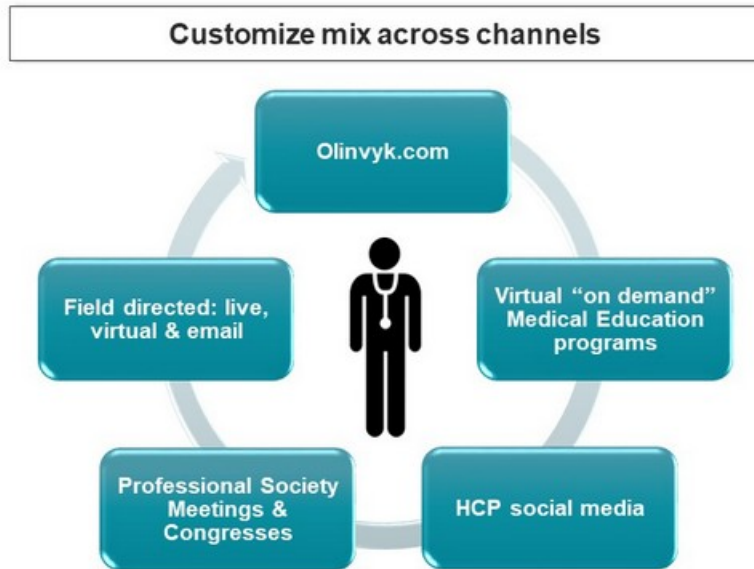 Customize mix across channels
Olinvyk.com
Virtual “on demand”
Medical Education
programs
HCP social media
Professional Society
Meetings &
Congresses
Field directed: live,
virtual & email